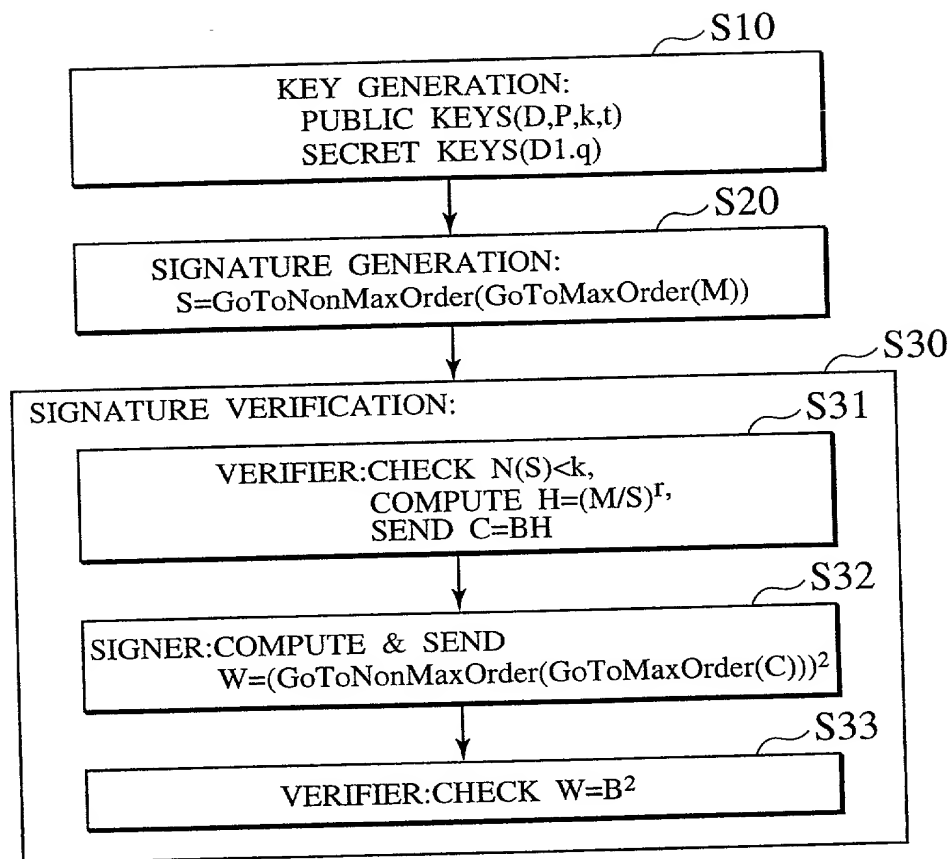 S10
KEY GENERATION:
PUBLIC KEYS(D,P,k,t)
SECRET KEYS(D1.q)
S20
SIGNATURE GENERATION:
S=GoToNonMaxOrder(GoToMaxOrder(M))
S30
SIGNATURE VERIFICATION:
S31
VERIFIER:CHECK N(S)<k,
COMPUTE H=(M/S)ʳ,
SEND C=BH
S32
SIGNER:COMPUTE & SEND
W=(GoToNonMaxOrder(GoToMaxOrder(C)))²
S33
VERIFIER:CHECK W=B²